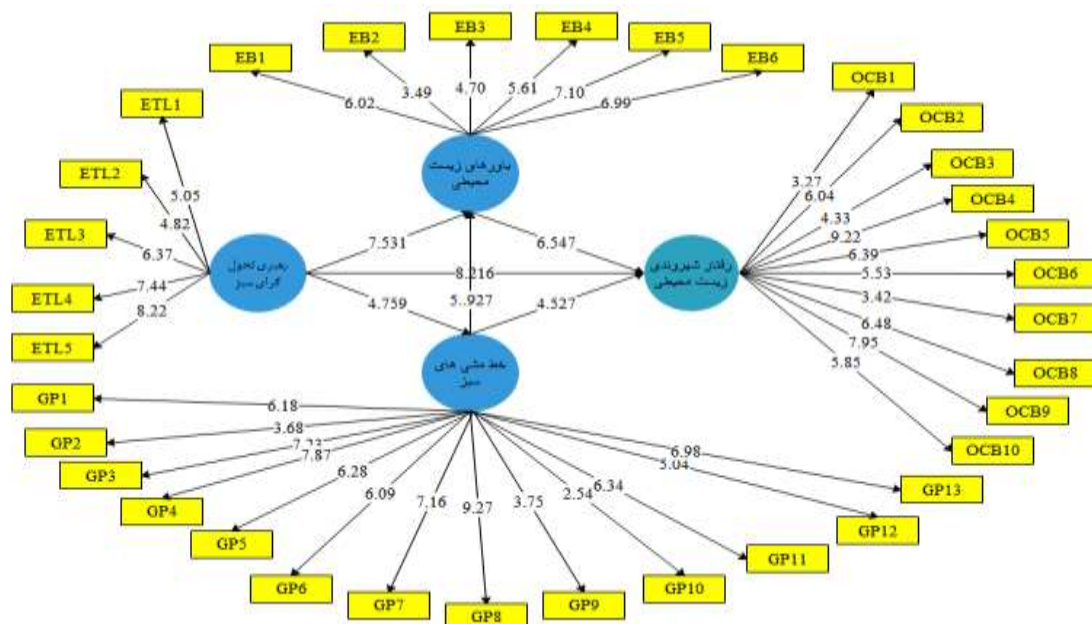 EB1
EB2
EB3
EB4
EB5
EB6
6.02
3.49
4.70
5.61
7.10
6.99
OCB1
OCB2
OCB3
OCB4
OCB5
OCB6
OCB7
OCB8
OCB9
OCB10
3.27
6.04
4.33
9.22
6.39
5.53
3.42
6.48
7.95
5.85
ETL1
ETL2
ETL3
ETL4
ETL5
5.05
4.82
6.37
7.44
8.22
باورهای زیست
محیطی
رهبری تحول
گرای سبز
رفتار شهروندی
زیست محیطی
خط مشی های
سبز
7.531
6.547
8.216
4.759
5..927
4.527
GP1
GP2
GP3
GP4
GP5
GP6
GP7
GP8
GP9
GP10
GP11
GP12
GP13
6.18
3.68
7.87
6.28
6.09
7.16
9.27
3.75
2.54
6.34
5.04
6.98